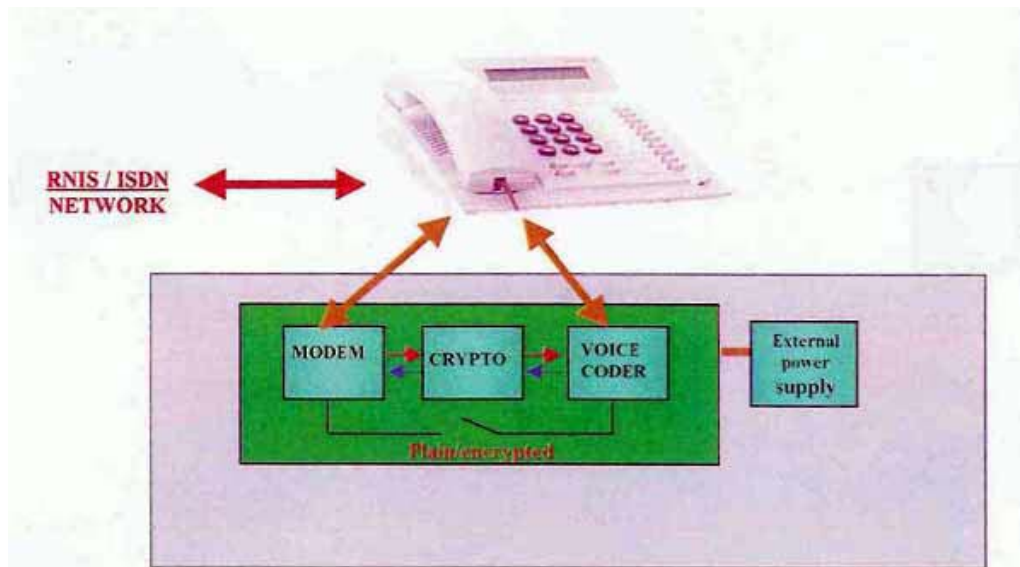 RNIS / ISDN
NETWORK
MODEM
CRYPTO
VOICE
CODER
External
power
supply
Plain/encrypted